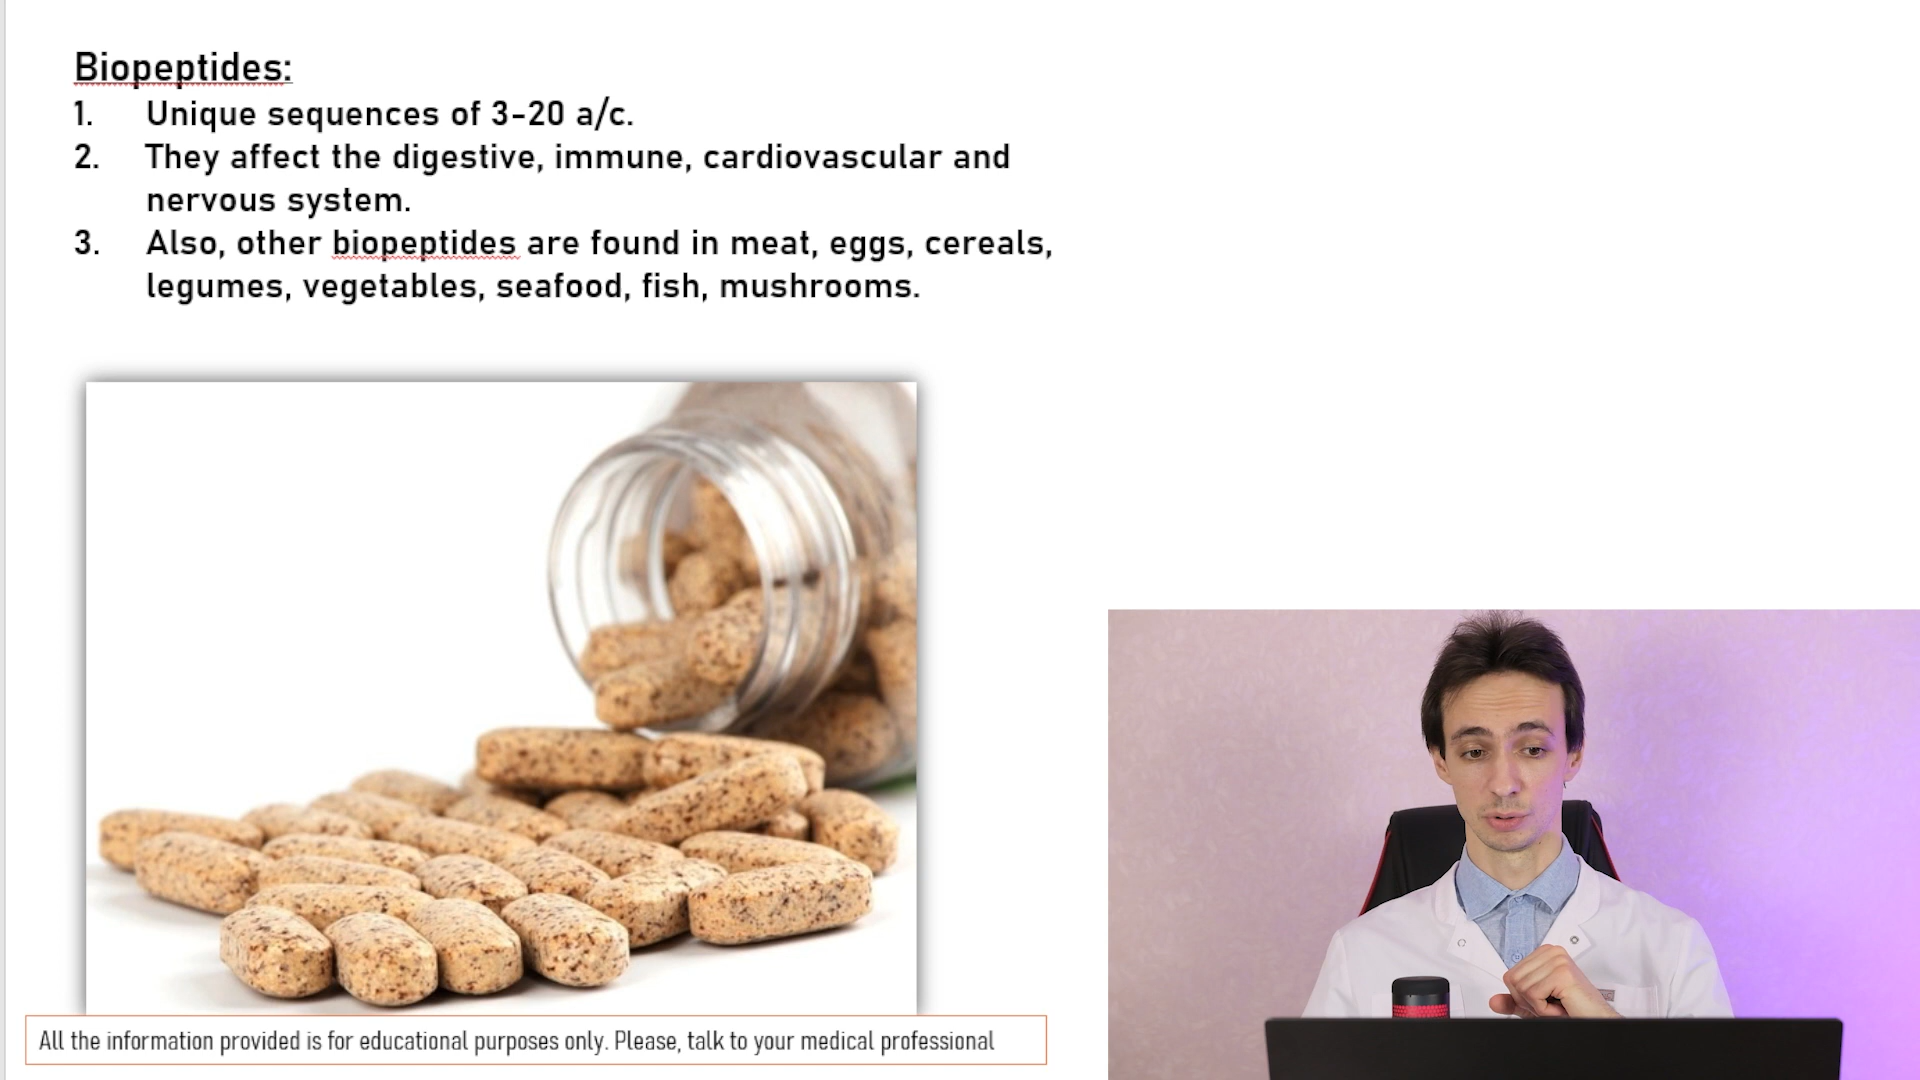 Biopeptides:
1. Unique sequences of 3-20 a/c.
2. They affect the digestive, immune, cardiovascular and
nervous system.
3. Also, other biopeptides are found in meat, eggs, cereals,
legumes, vegetables, seafood, fish, mushrooms.
All the information provided is for educational purposes only. Please, talk to your medical professional